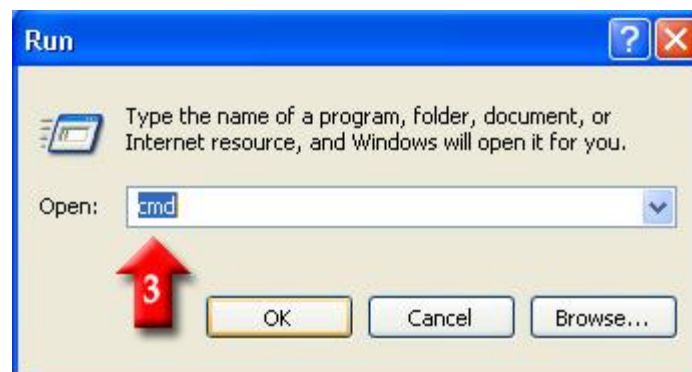 Run
Type the name of a program, folder, document, or
Internet resource, and Windows will open it for you.
Open: cmd
3
OK Cancel Browse...